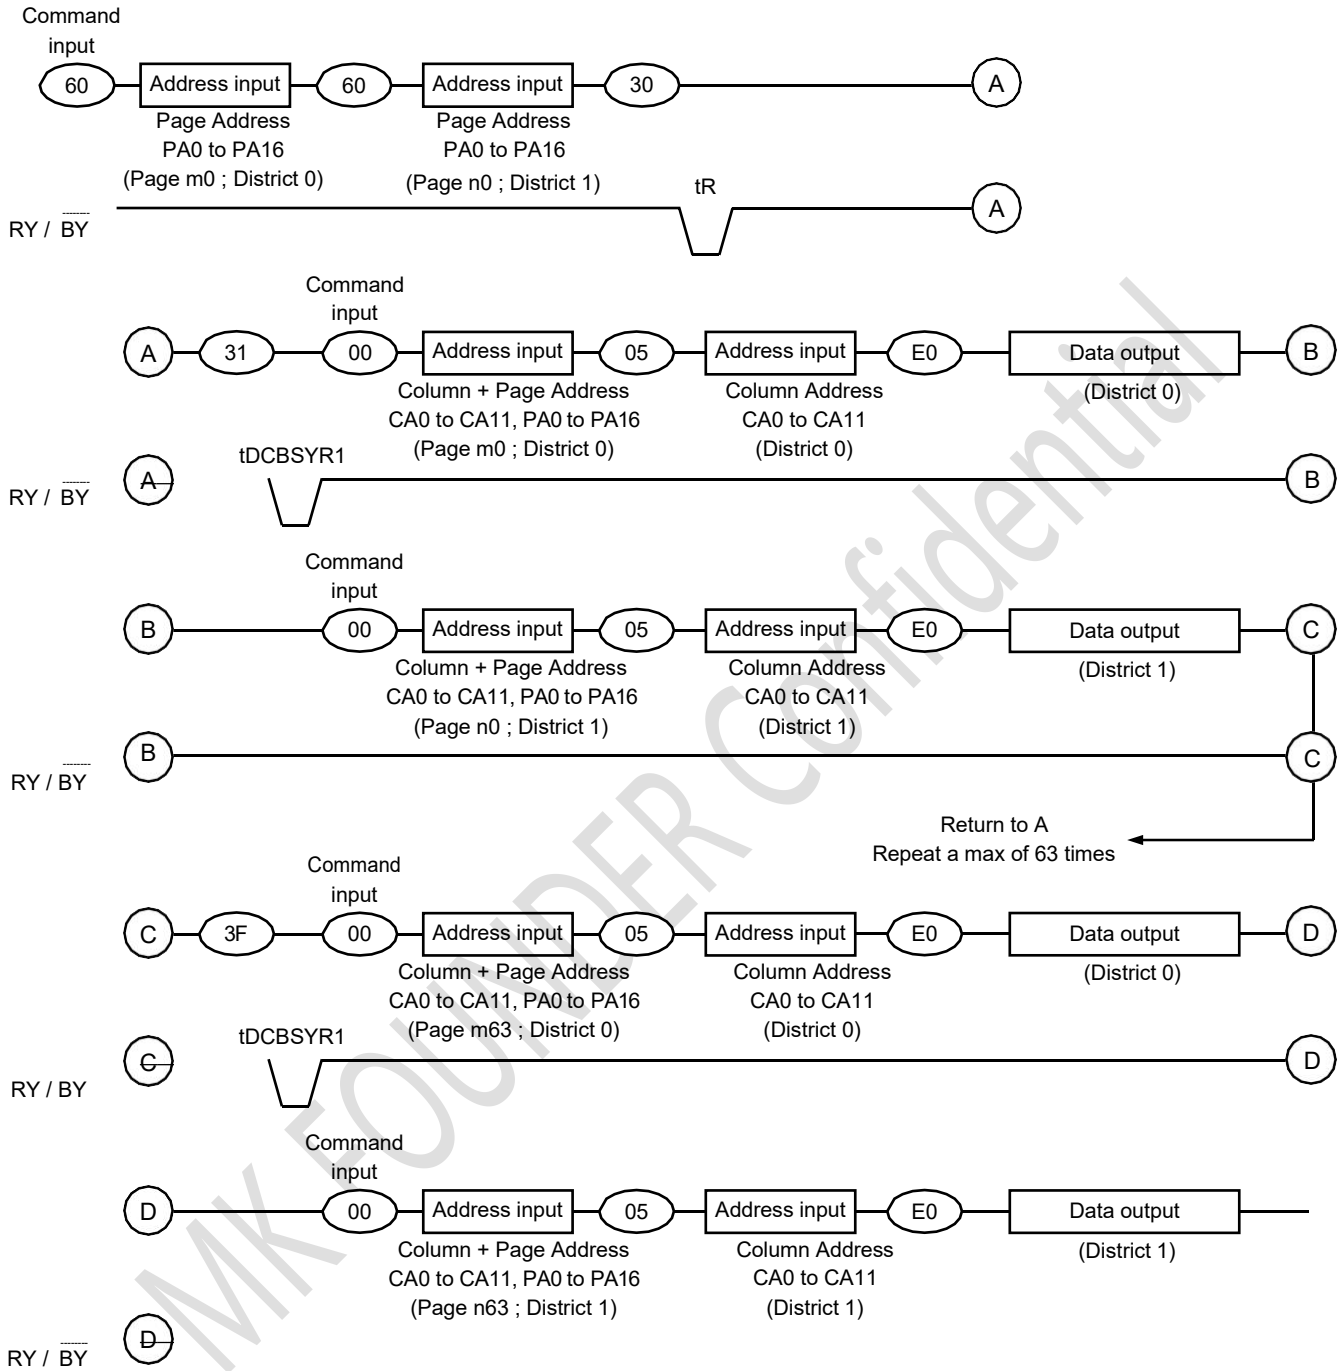 Command
input
60
Address input
60
Address input
30
A
Page Address
PA0 to PA16
(Page m0 ; District 0)
Page Address
PA0 to PA16
(Page n0 ; District 1)
tR
RY / BY
A
Command
input
A
31
00
Address input
05
Address input
E0
Data output
B
Column + Page Address
CA0 to CA11, PA0 to PA16
(Page m0 ; District 0)
Column Address
CA0 to CA11
(District 0)
(District 0)
tDCBSYR1
RY / BY
A
B
Command
input
B
00
Address input
05
Address input
E0
Data output
C
Column + Page Address
CA0 to CA11, PA0 to PA16
(Page n0 ; District 1)
Column Address
CA0 to CA11
(District 1)
(District 1)
RY / BY
B
C
Return to A
Repeat a max of 63 times
Command
input
C
3F
00
Address input
05
Address input
E0
Data output
D
Column + Page Address
CA0 to CA11, PA0 to PA16
(Page m63 ; District 0)
Column Address
CA0 to CA11
(District 0)
(District 0)
tDCBSYR1
RY / BY
C
D
Command
input
D
00
Address input
05
Address input
E0
Data output
Column + Page Address
CA0 to CA11, PA0 to PA16
(Page n63 ; District 1)
Column Address
CA0 to CA11
(District 1)
(District 1)
RY / BY
D
MK FOUNDER Confidential